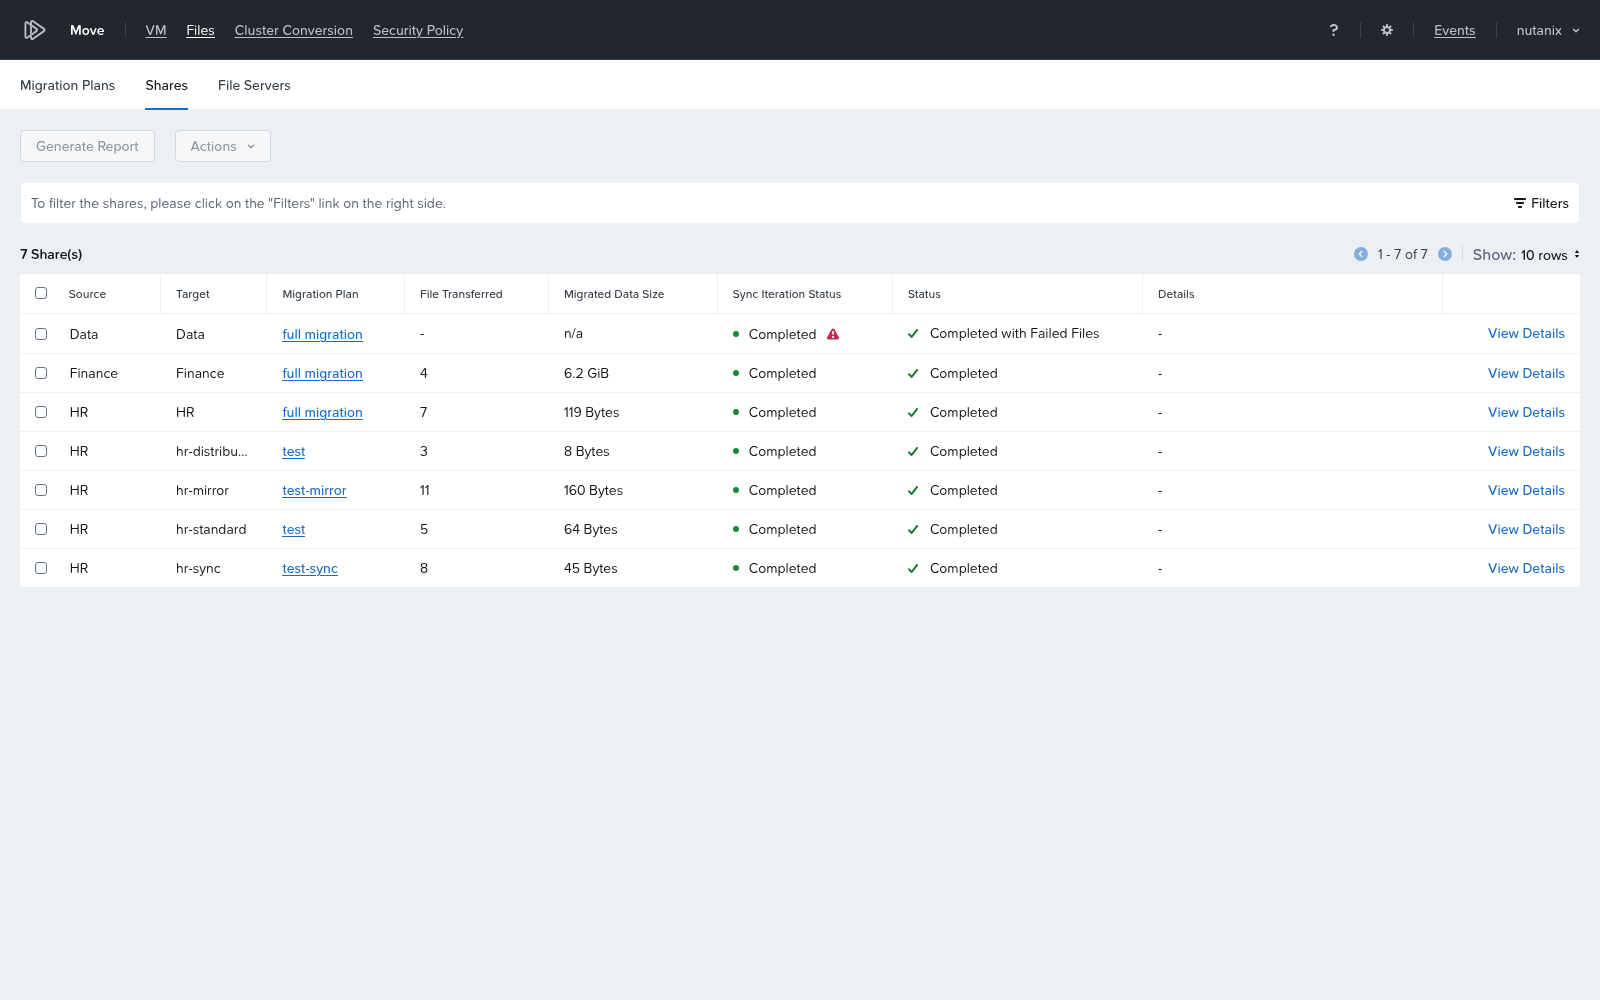 Move VM Files Cluster Conversion Security Policy ? Events nutanix
Migration Plans Shares File Servers
Generate Report Actions
To filter the shares, please click on the "Filters" link on the right side. Filters
7 Share(s) 1 - 7 of 7 Show: 10 rows
Source Target Migration Plan File Transferred Migrated Data Size Sync Iteration Status Status Details
Data Data full migration - n/a Completed Completed with Failed Files - View Details
Finance Finance full migration 4 6.2 GiB Completed Completed - View Details
HR HR full migration 7 119 Bytes Completed Completed - View Details
HR hr-distribu... test 3 8 Bytes Completed Completed - View Details
HR hr-mirror test-mirror 11 160 Bytes Completed Completed - View Details
HR hr-standard test 5 64 Bytes Completed Completed - View Details
HR hr-sync test-sync 8 45 Bytes Completed Completed - View Details